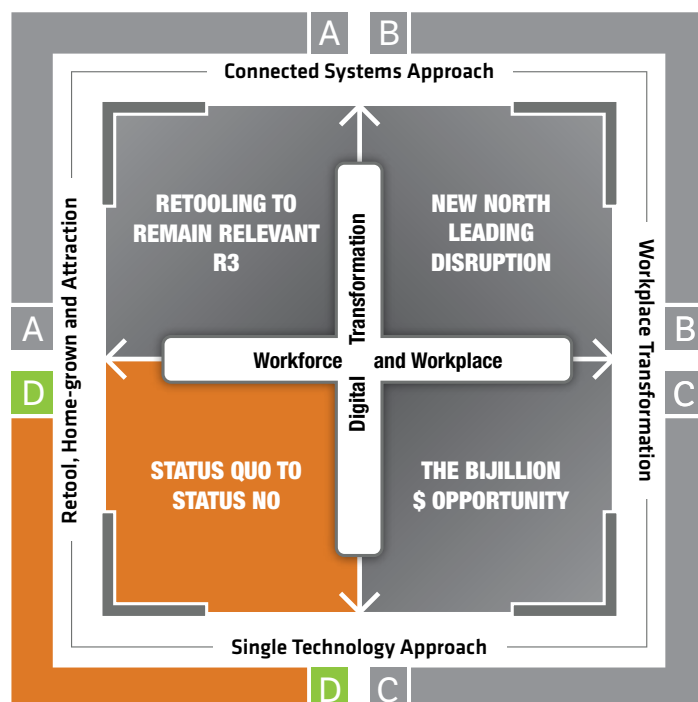 A B
Connected Systems Approach
RETOOLING TO
REMAIN RELEVANT
R3
NEW NORTH
LEADING
DISRUPTION
Retool, Home-grown and Attraction
Workplace Transformation
Digital Transformation
Workforce and Workplace
A
B
D
C
STATUS QUO TO
STATUS NO
THE BIJILLION
$ OPPORTUNITY
Single Technology Approach
D C